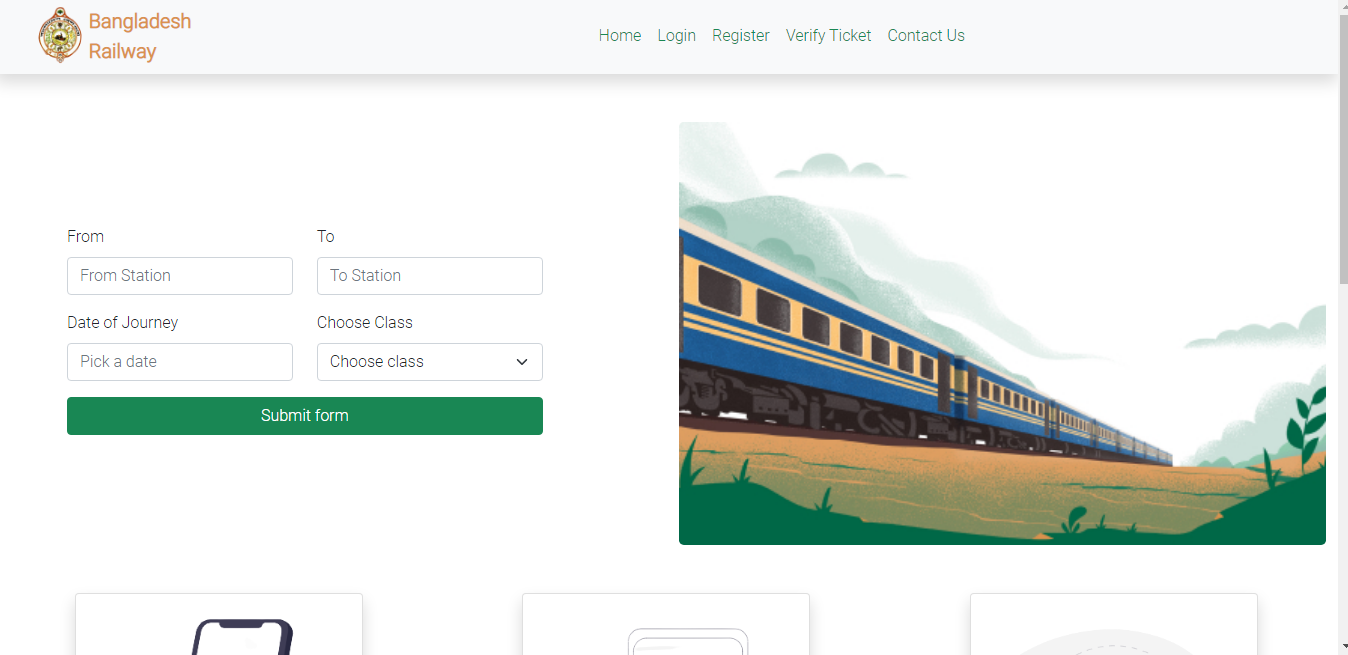 Bangladesh
Railway
Home Login Register Verify Ticket Contact Us
From To
From Station To Station
Date of Journey Choose Class
Pick a date Choose class
Submit form